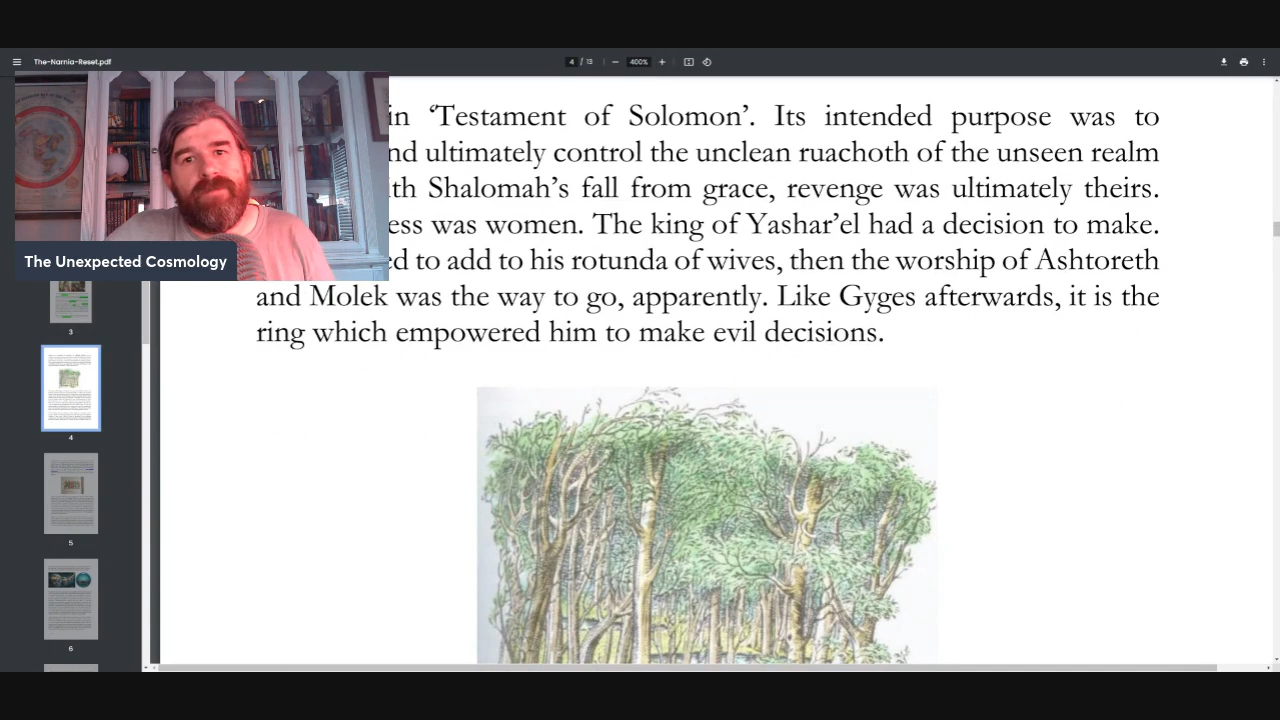 The-Narnia-Reset.pdf
4 / 13
400%
in ‘Testament of Solomon’. Its intended purpose was to
nd ultimately control the unclean ruachoth of the unseen realm
ith Shalomah’s fall from grace, revenge was ultimately theirs.
ess was women. The king of Yashar’el had a decision to make.
ed to add to his rotunda of wives, then the worship of Ashtoreth
and Molek was the way to go, apparently. Like Gyges afterwards, it is the
ring which empowered him to make evil decisions.
The Unexpected Cosmology
3
4
5
6